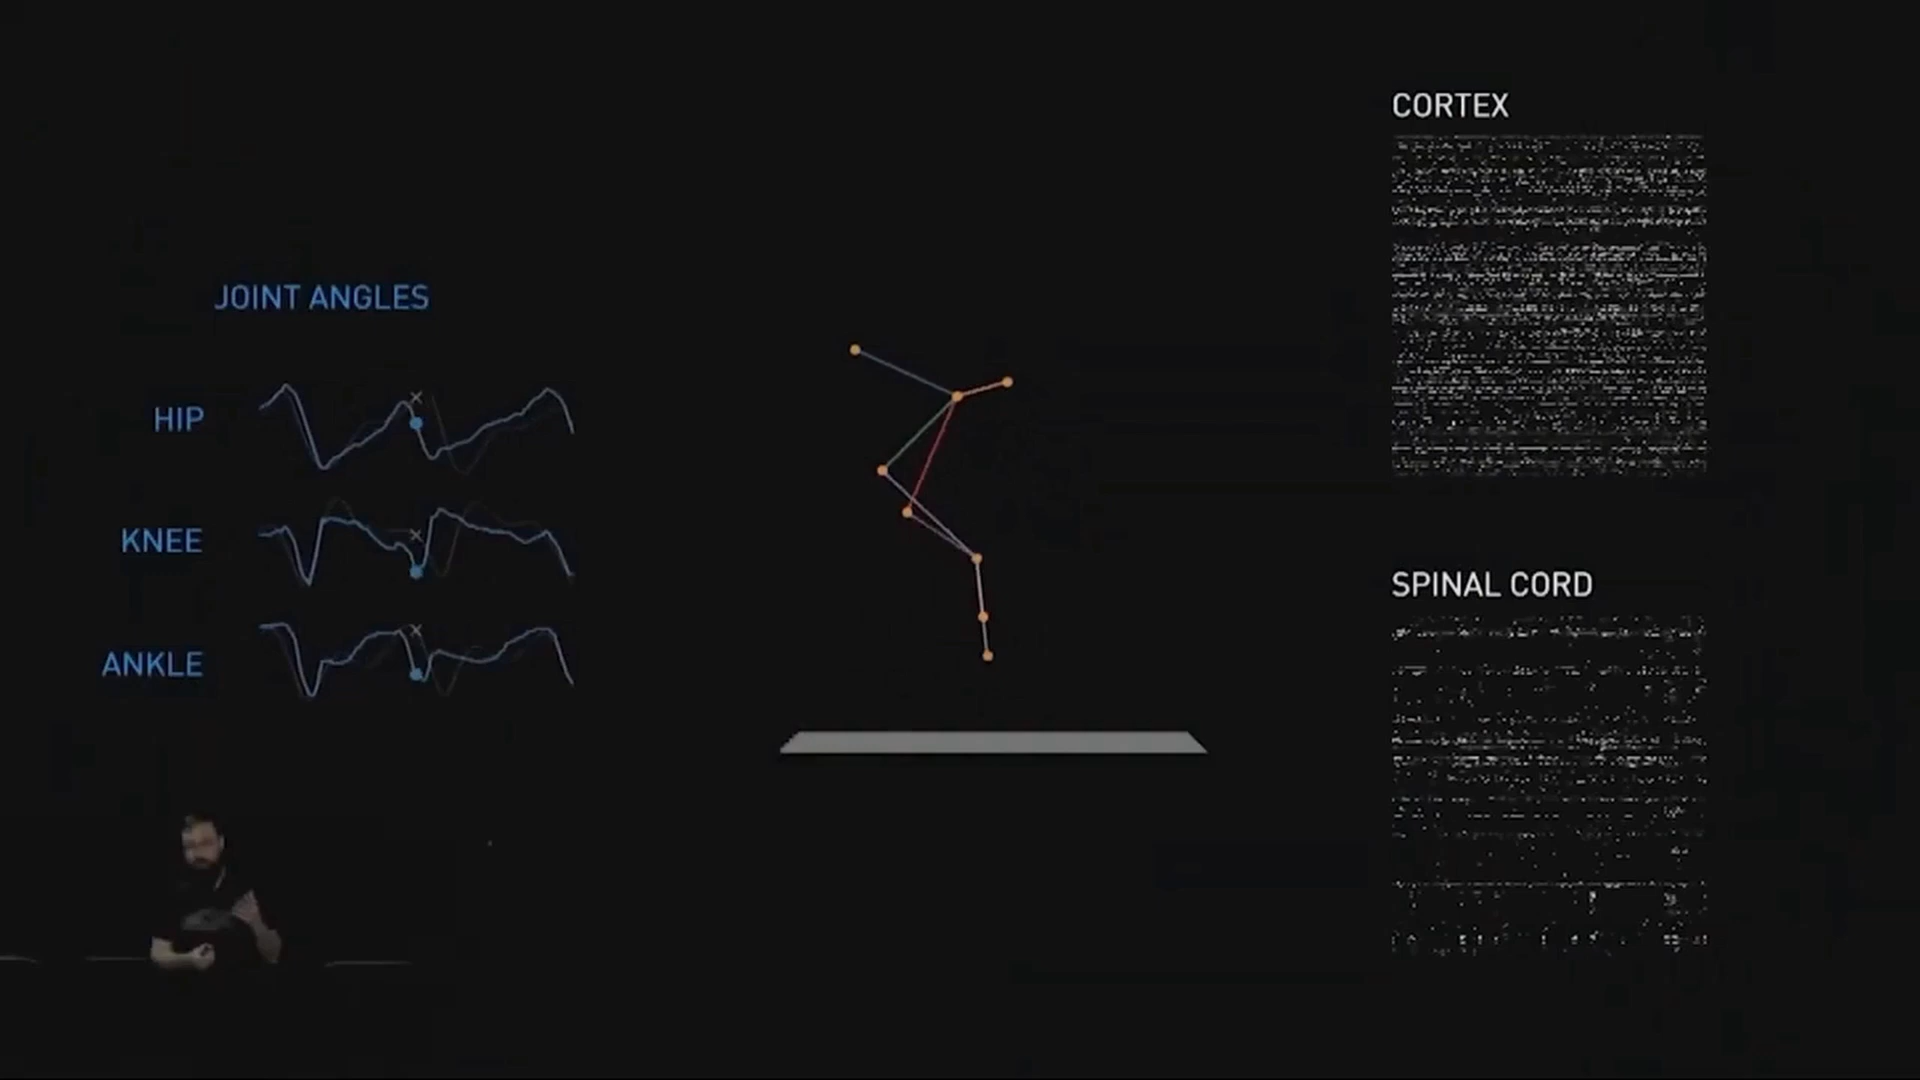 JOINT ANGLES
HIP
KNEE
ANKLE
CORTEX
SPINAL CORD